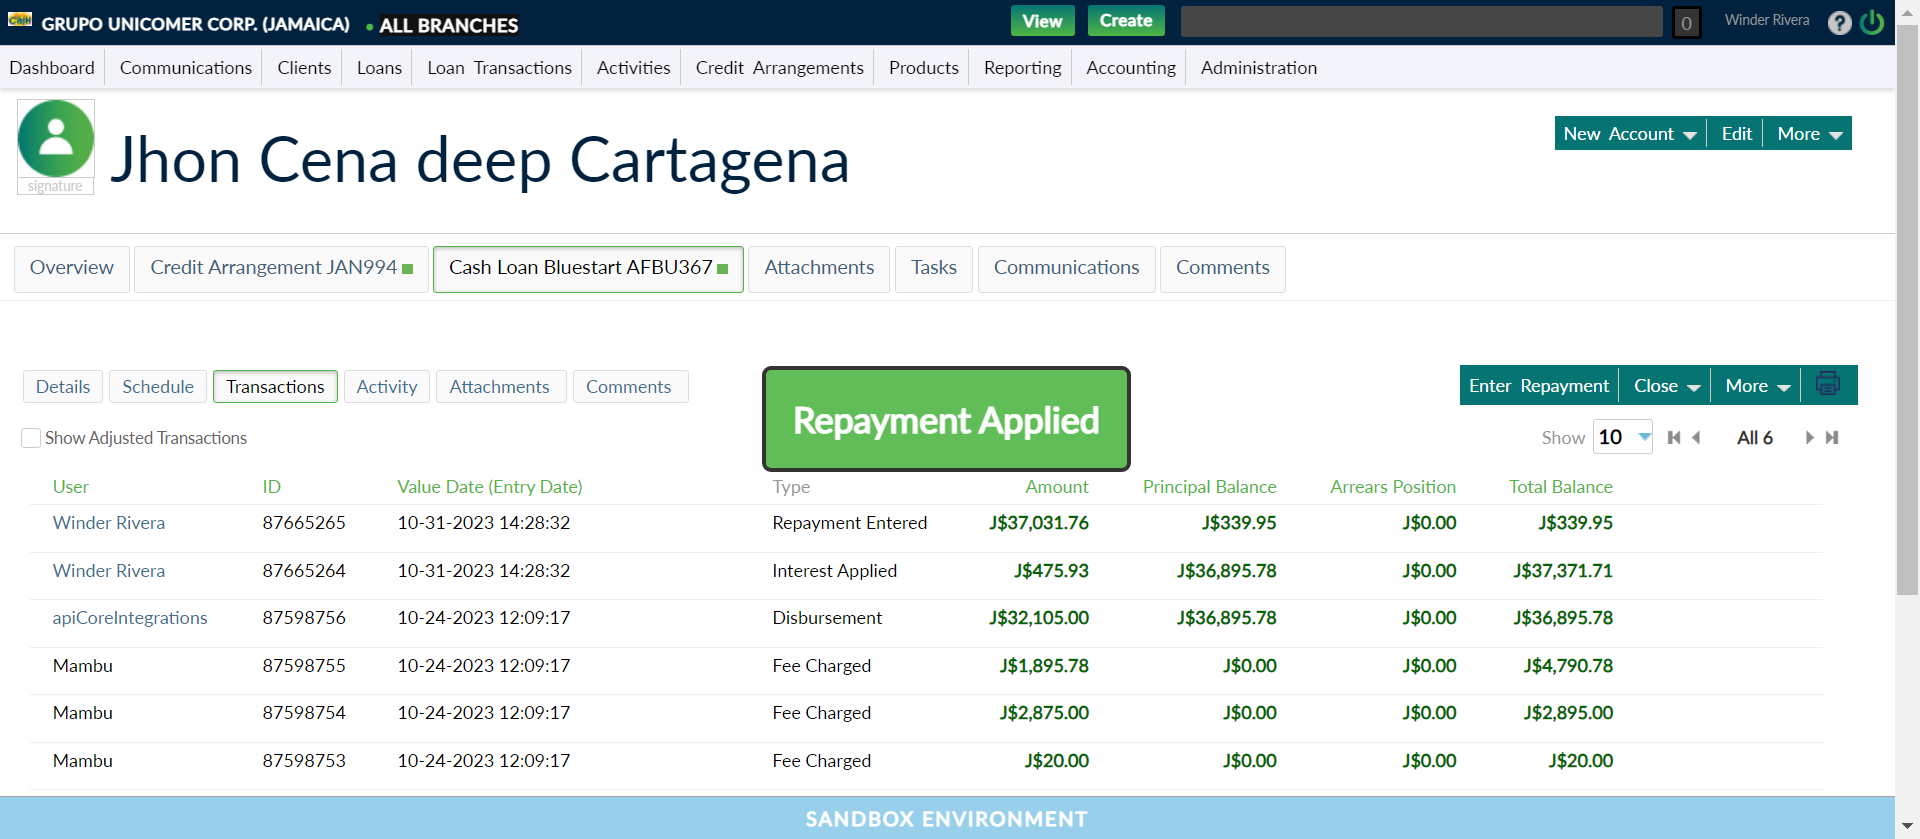 GRUPO UNICOMER CORP. (JAMAICA) ALL BRANCHES View Create 0 Winder Rivera ?
Dashboard Communications Clients Loans Loan Transactions Activities Credit Arrangements Products Reporting Accounting Administration
signature
Jhon Cena deep Cartagena
New Account Edit More
Overview Credit Arrangement JAN994 Cash Loan Bluestart AFBU367 Attachments Tasks Communications Comments
Details Schedule Transactions Activity Attachments Comments
Repayment Applied
Enter Repayment Close More
Show Adjusted Transactions
Show 10 All 6
User ID Value Date (Entry Date) Type Amount Principal Balance Arrears Position Total Balance
Winder Rivera 87665265 10-31-2023 14:28:32 Repayment Entered J$37,031.76 J$339.95 J$0.00 J$339.95
Winder Rivera 87665264 10-31-2023 14:28:32 Interest Applied J$475.93 J$36,895.78 J$0.00 J$37,371.71
apiCoreIntegrations 87598756 10-24-2023 12:09:17 Disbursement J$32,105.00 J$36,895.78 J$0.00 J$36,895.78
Mambu 87598755 10-24-2023 12:09:17 Fee Charged J$1,895.78 J$0.00 J$0.00 J$4,790.78
Mambu 87598754 10-24-2023 12:09:17 Fee Charged J$2,875.00 J$0.00 J$0.00 J$2,895.00
Mambu 87598753 10-24-2023 12:09:17 Fee Charged J$20.00 J$0.00 J$0.00 J$20.00
SANDBOX ENVIRONMENT